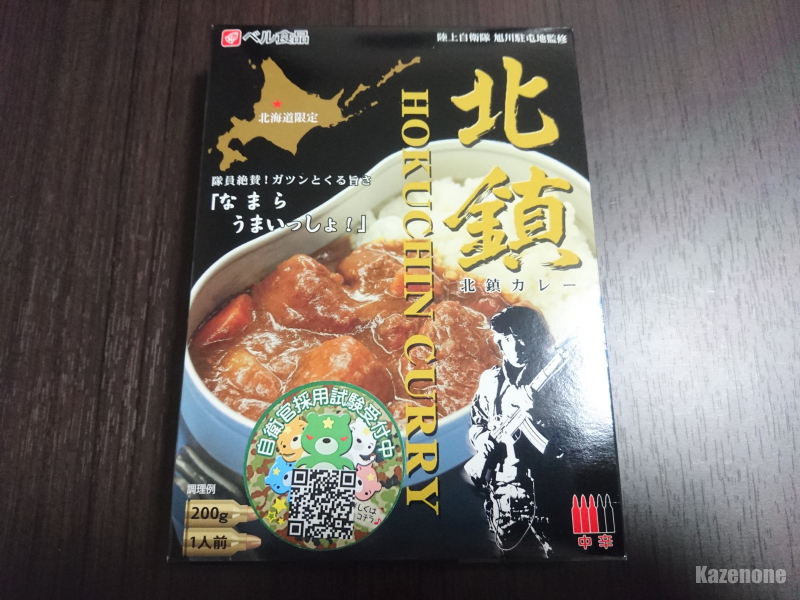 ベル食品
陸上自衛隊 旭川駐屯地監修
北海道限定
北鎮
HOKUCHIN CURRY
北鎮カレー
隊員絶賛！ガツンとくる旨さ
「なまら
うまいっしょ！」
自衛官採用試験受付中
調理例
200g
1人前
中辛
Kazenone